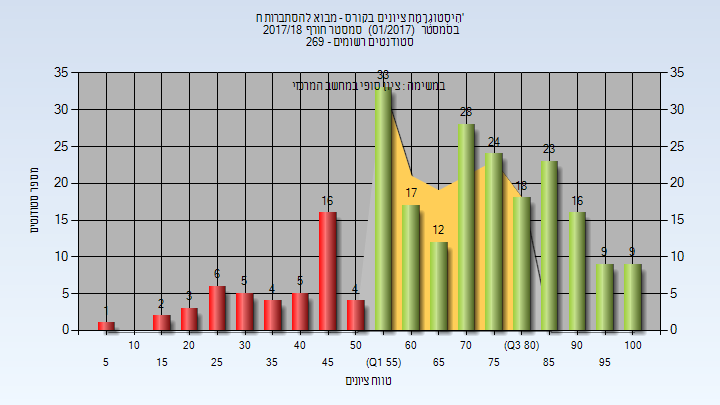 הִיסְטוֹגְרָמַת ציונים בקורס - מבוא להסתברות ח'
בסמסטר (01/2017) סמסטר חורף 2017/18
סטודנטים רשומים - 269
במשימה : ציון סופי במחשב המרכזי
35 35
30 30
25 25
20 20
15 15
10 10
5 5
0 0
מספר סטודנטים
1 2 3 6 5 4 5 16 4 33 17 12 28 24 18 23 16 9 9
10 20 30 40 50 60 70 (Q3 80) 90 100
5 15 25 35 45 (Q1 55) 65 75 85 95
טווח ציונים